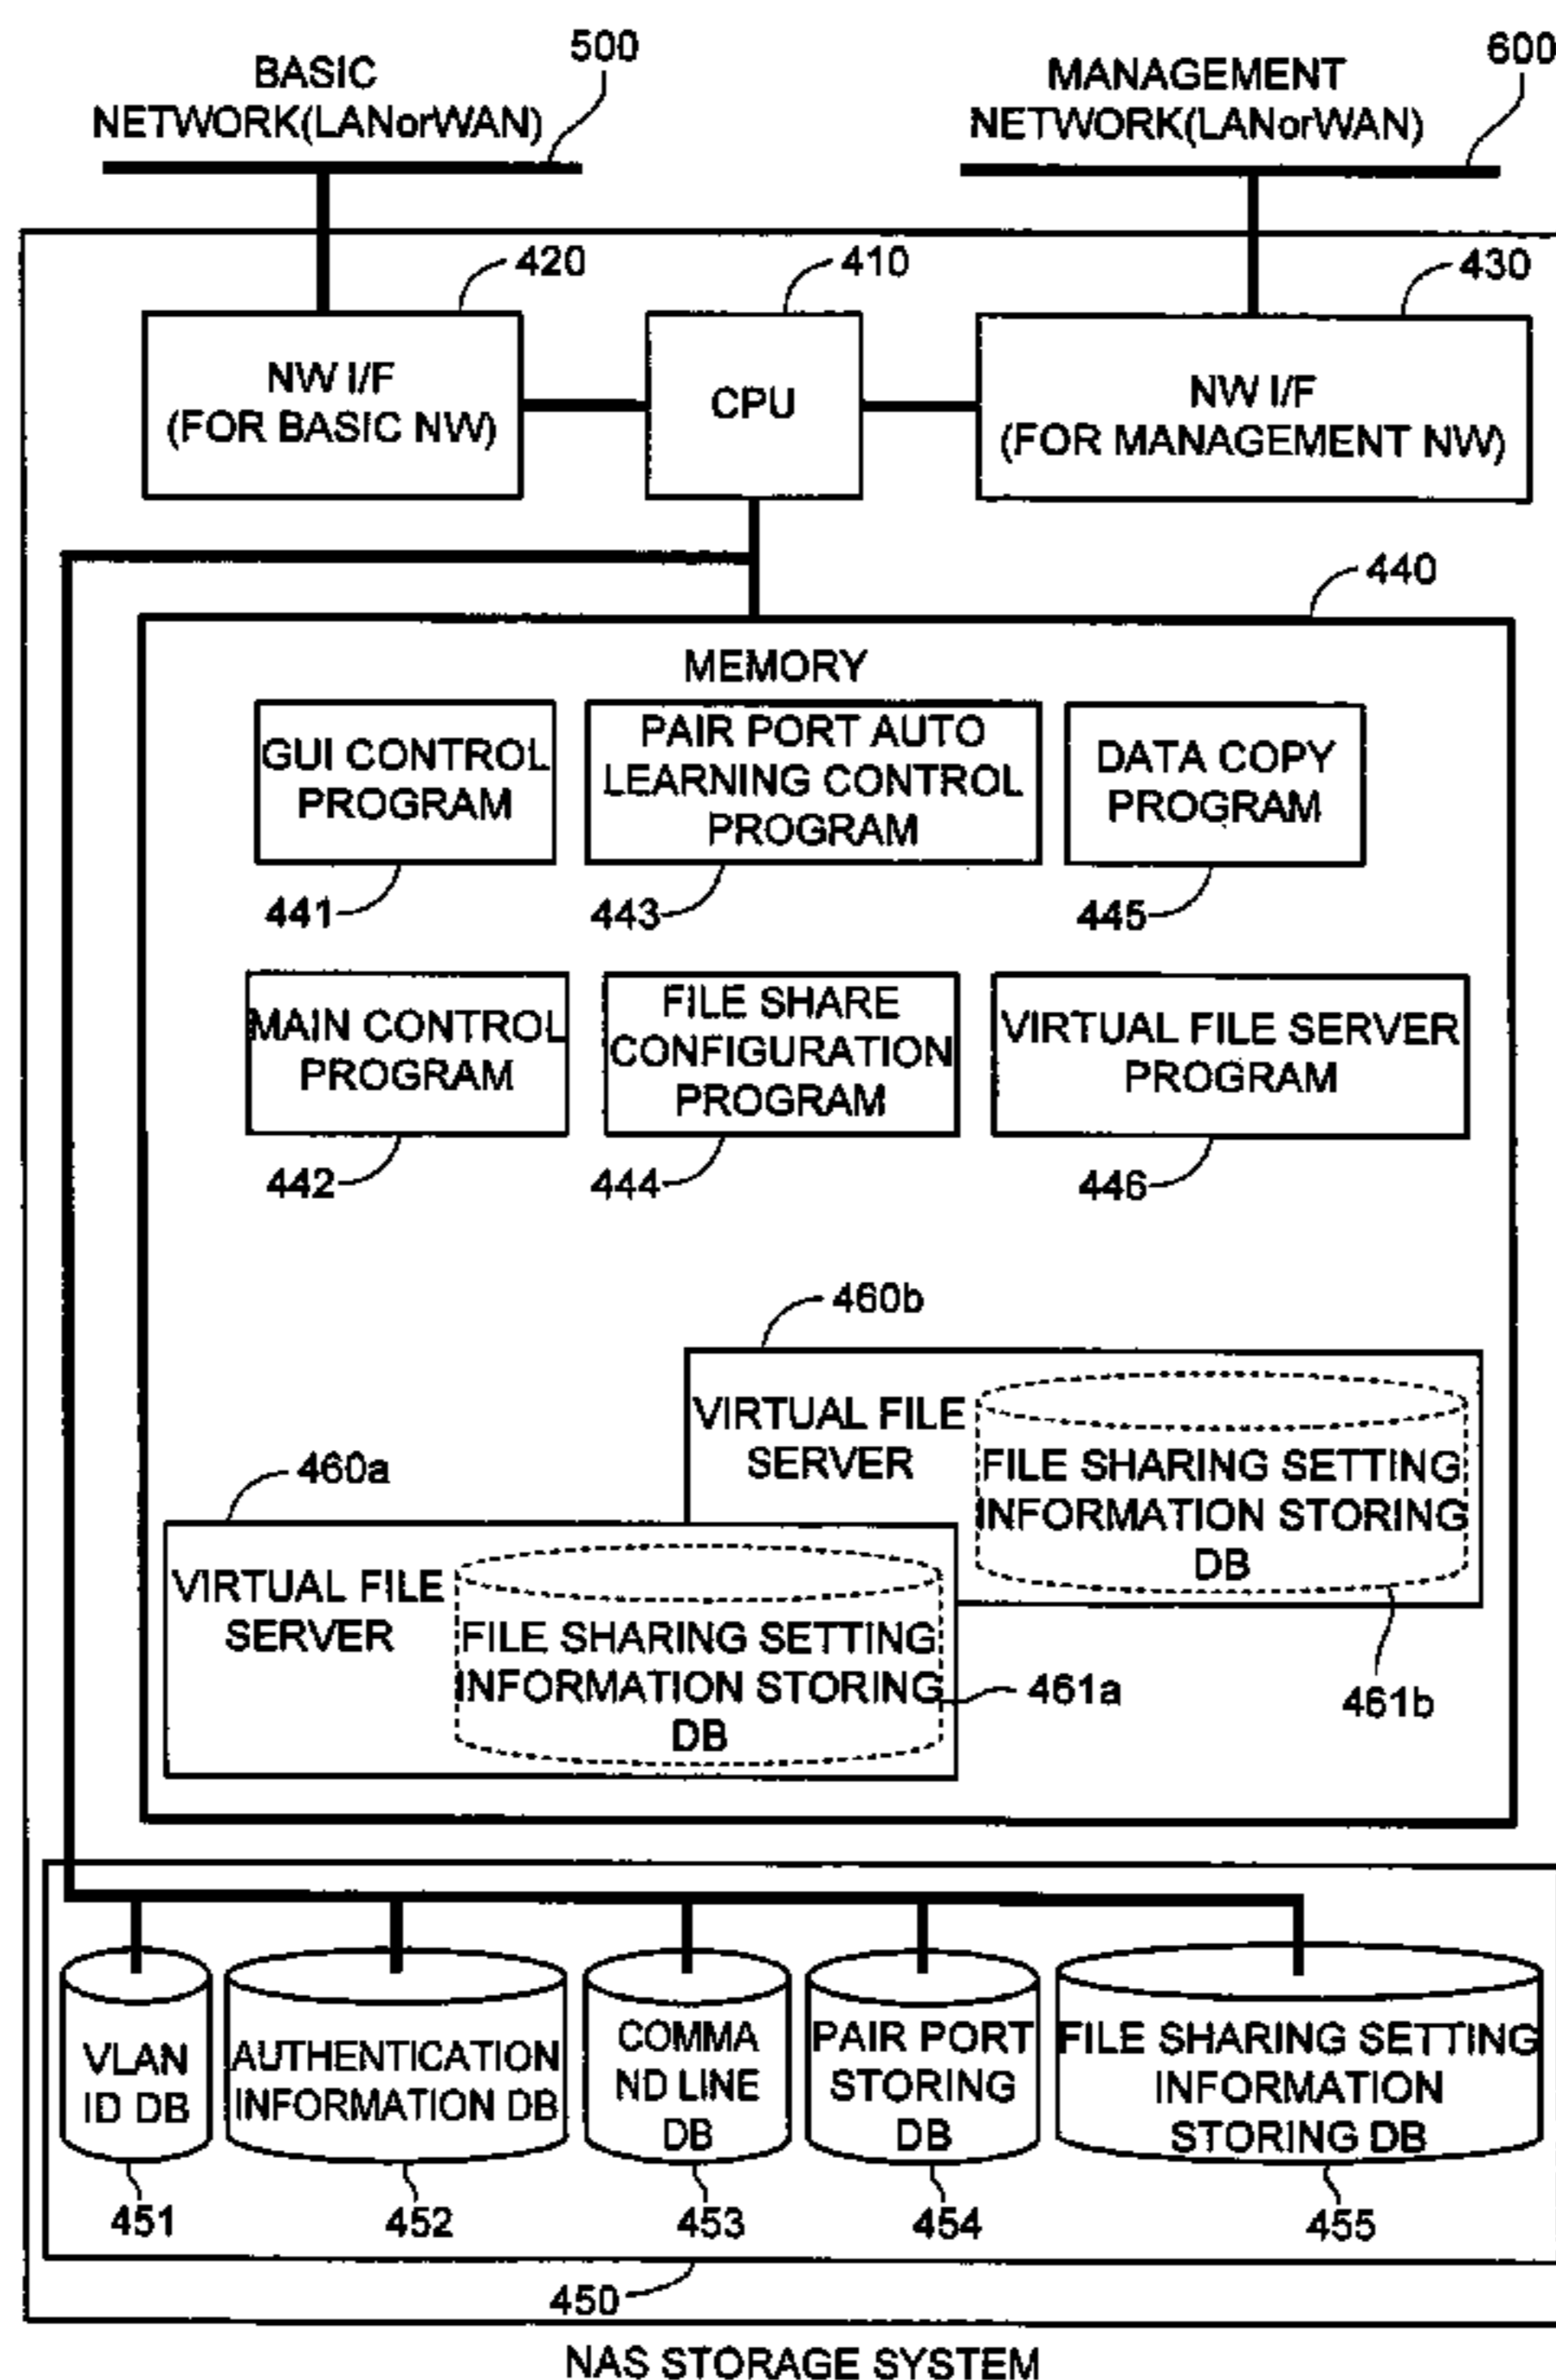 500
BASIC
NETWORK(LANorWAN)
600
MANAGEMENT
NETWORK(LANorWAN)
420
410
430
NW I/F
(FOR BASIC NW)
CPU
NW I/F
(FOR MANAGEMENT NW)
440
MEMORY
GUI CONTROL
PROGRAM
441
PAIR PORT AUTO
LEARNING CONTROL
PROGRAM
443
DATA COPY
PROGRAM
445
MAIN CONTROL
PROGRAM
442
FILE SHARE
CONFIGURATION
PROGRAM
444
VIRTUAL FILE SERVER
PROGRAM
446
460b
VIRTUAL FILE
SERVER
FILE SHARING SETTING
INFORMATION STORING
DB
461b
460a
VIRTUAL FILE
SERVER
FILE SHARING SETTING
INFORMATION STORING
DB
461a
VLAN
ID DB
451
AUTHENTICATION
INFORMATION DB
452
COMMA
ND LINE
DB
453
PAIR PORT
STORING
DB
454
FILE SHARING SETTING
INFORMATION
STORING DB
455
450
NAS STORAGE SYSTEM